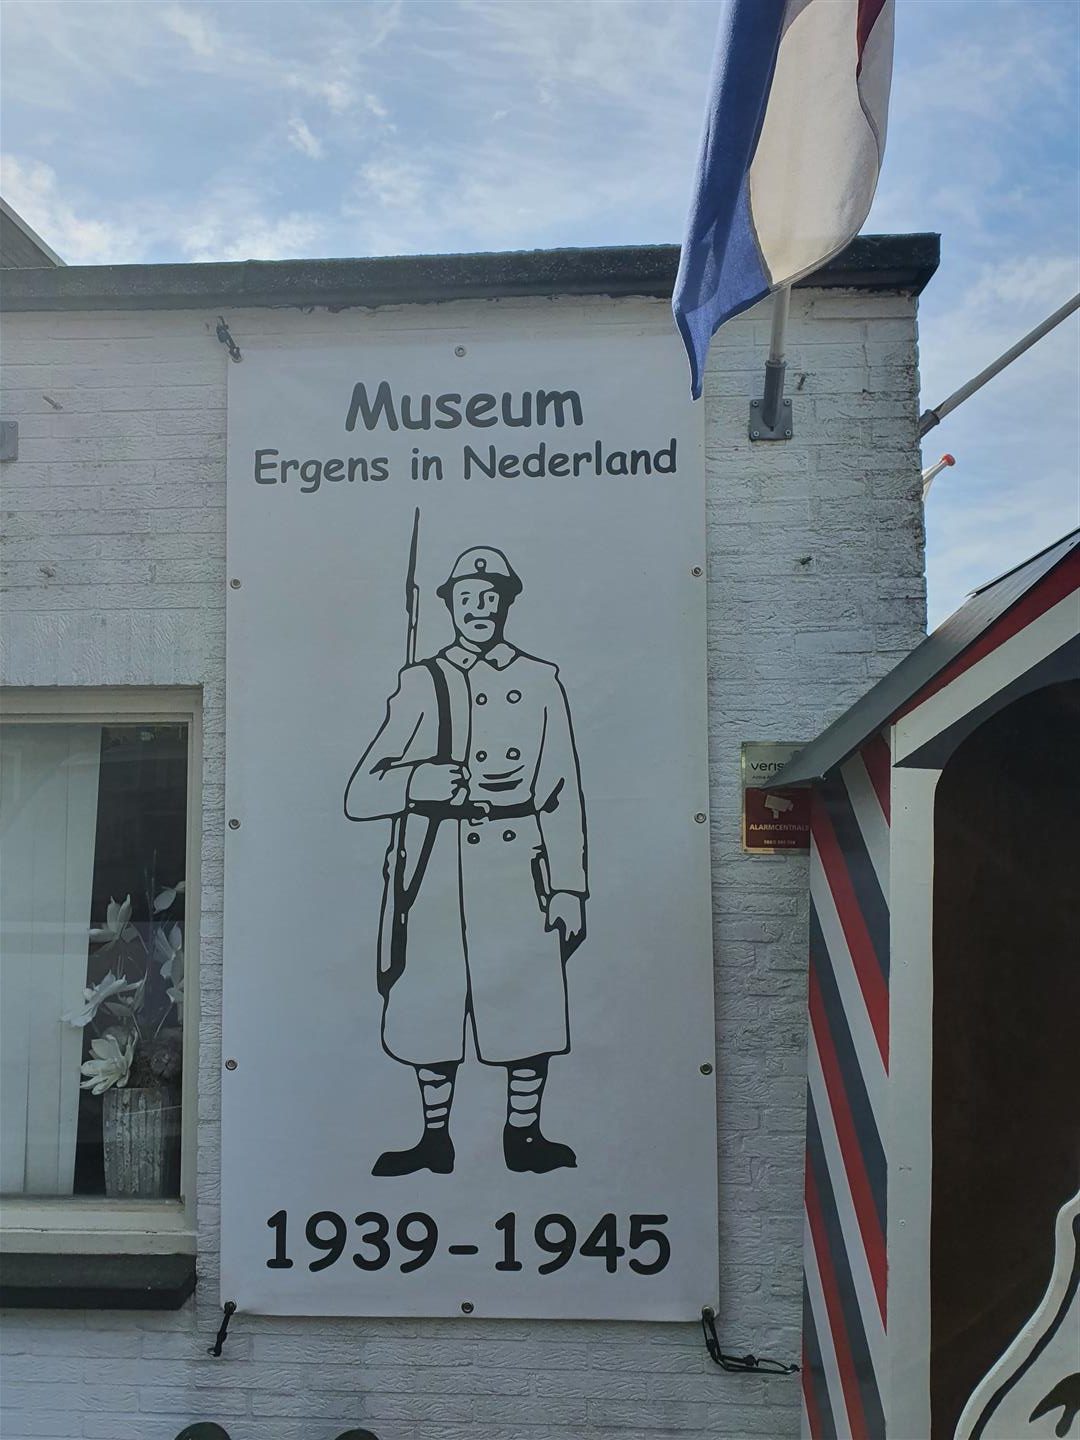 Museum
Ergens in Nederland
1939-1945
ALARMCENTRALE